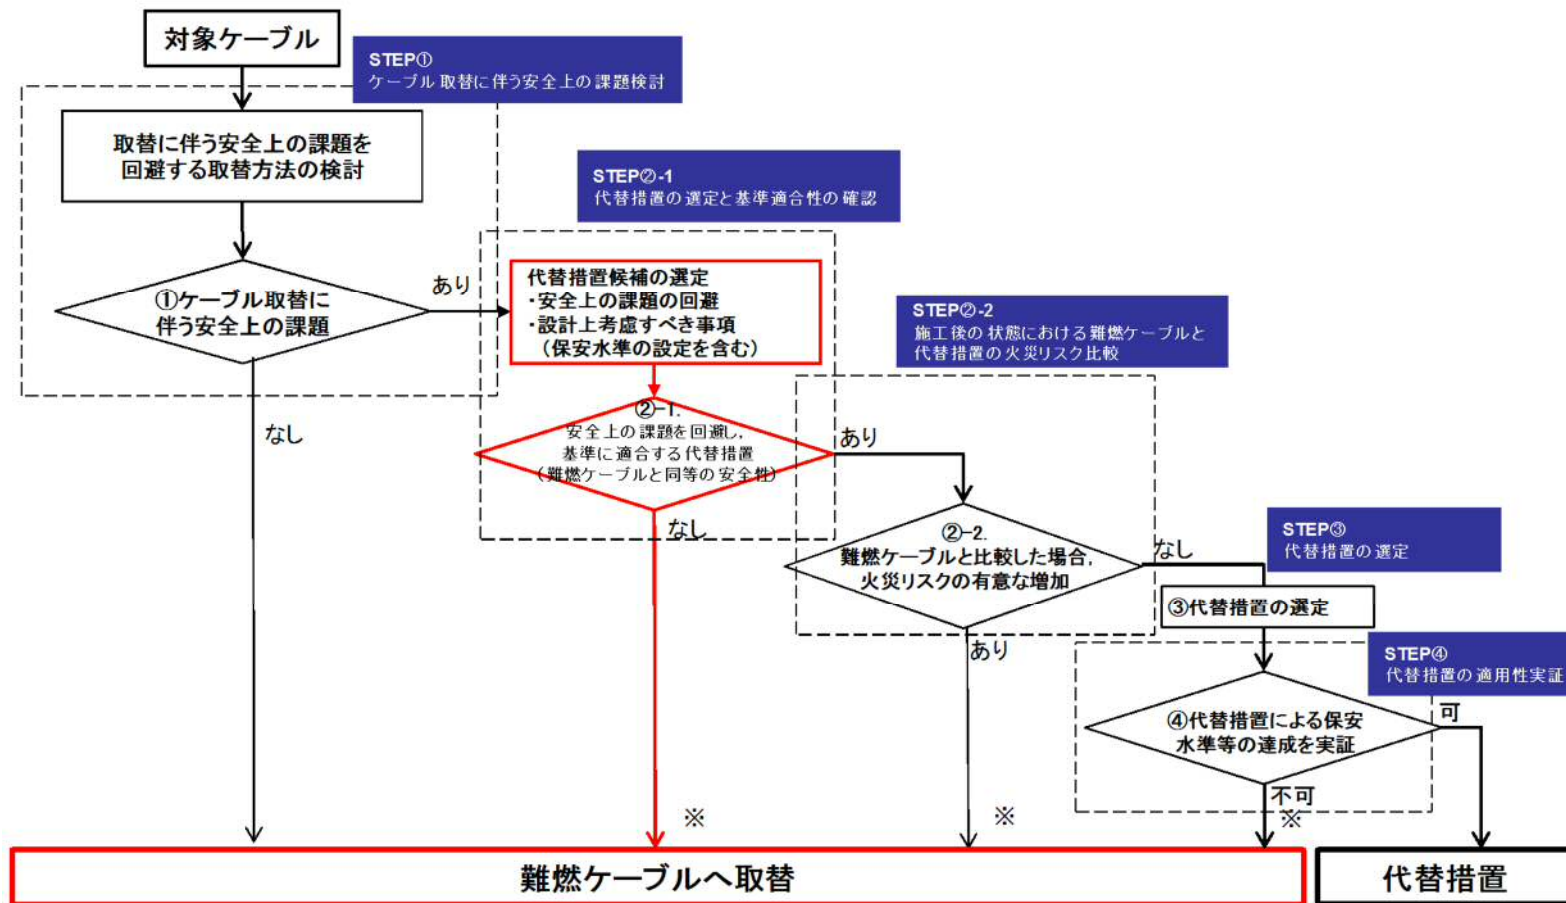 対象ケーブル
STEP①
ケーブル取替に伴う安全上の課題検討
取替に伴う安全上の課題を
回避する取替方法の検討
①ケーブル取替に
伴う安全上の課題
あり
なし
STEP②-1
代替措置の選定と基準適合性の確認
代替措置候補の選定
・安全上の課題の回避
・設計上考慮すべき事項
（保安水準の設定を含む）
②-1.
安全上の課題を回避し，
基準に適合する代替措置
（難燃ケーブルと同等の安全性）
あり
なし
STEP②-2
施工後の状態における難燃ケーブルと
代替措置の火災リスク比較
②-2.
難燃ケーブルと比較した場合，
火災リスクの有意な増加
なし
あり
STEP③
代替措置の選定
③代替措置の選定
STEP④
代替措置の適用性実証
④代替措置による保安
水準等の達成を実証
可
不可
※
※
※
難燃ケーブルへ取替
代替措置